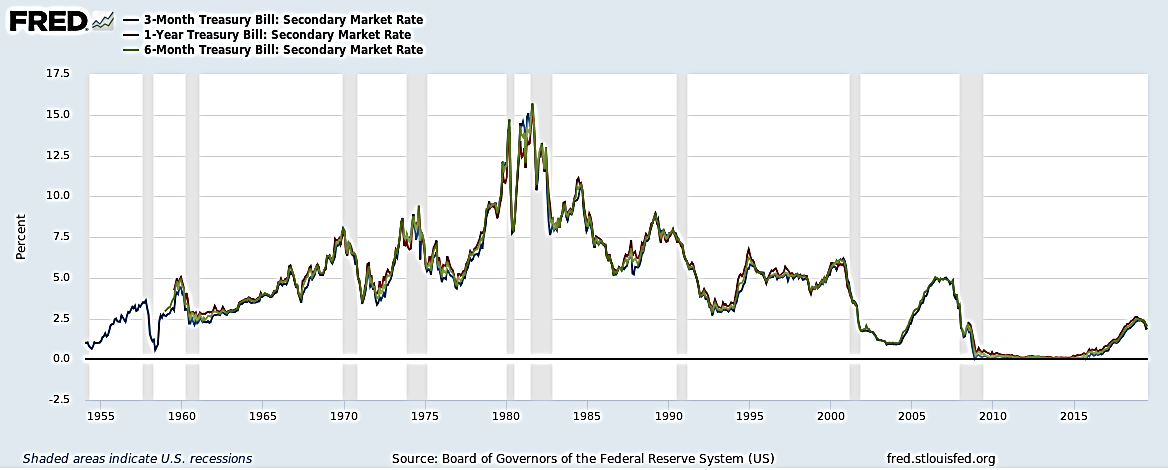 FRED
3-Month Treasury Bill: Secondary Market Rate
1-Year Treasury Bill: Secondary Market Rate
6-Month Treasury Bill: Secondary Market Rate
17.5
15.0
12.5
10.0
7.5
5.0
2.5
0.0
-2.5
Percent
1955 1960 1965 1970 1975 1980 1985 1990 1995 2000 2005 2010 2015
Shaded areas indicate U.S. recessions Source: Board of Governors of the Federal Reserve System (US) fred.stlouisfed.org